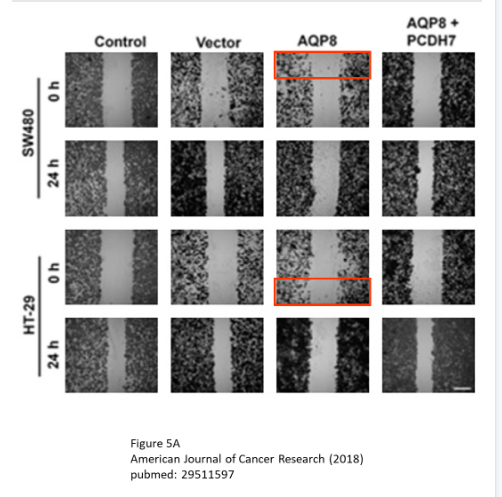 Control Vector AQP8 AQP8 + PCDH7
SW480
0 h
24 h
HT-29
0 h
24 h
Figure 5A
American Journal of Cancer Research (2018)
pubmed: 29511597